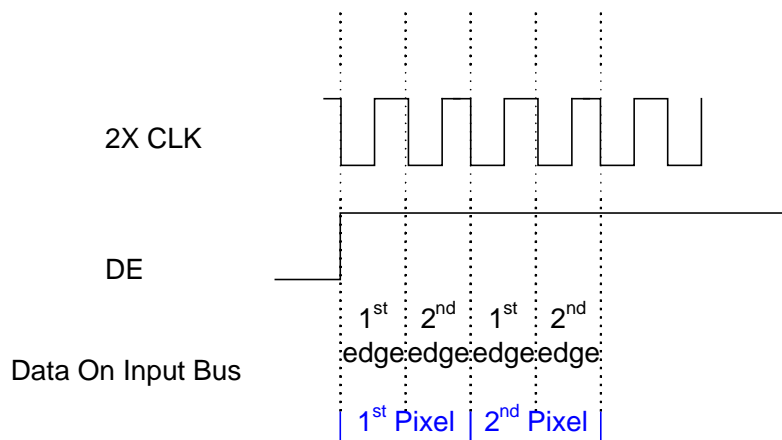 2X CLK
DE
1st 2nd 1st 2nd
edge edge edge edge
Data On Input Bus
1st Pixel 2nd Pixel